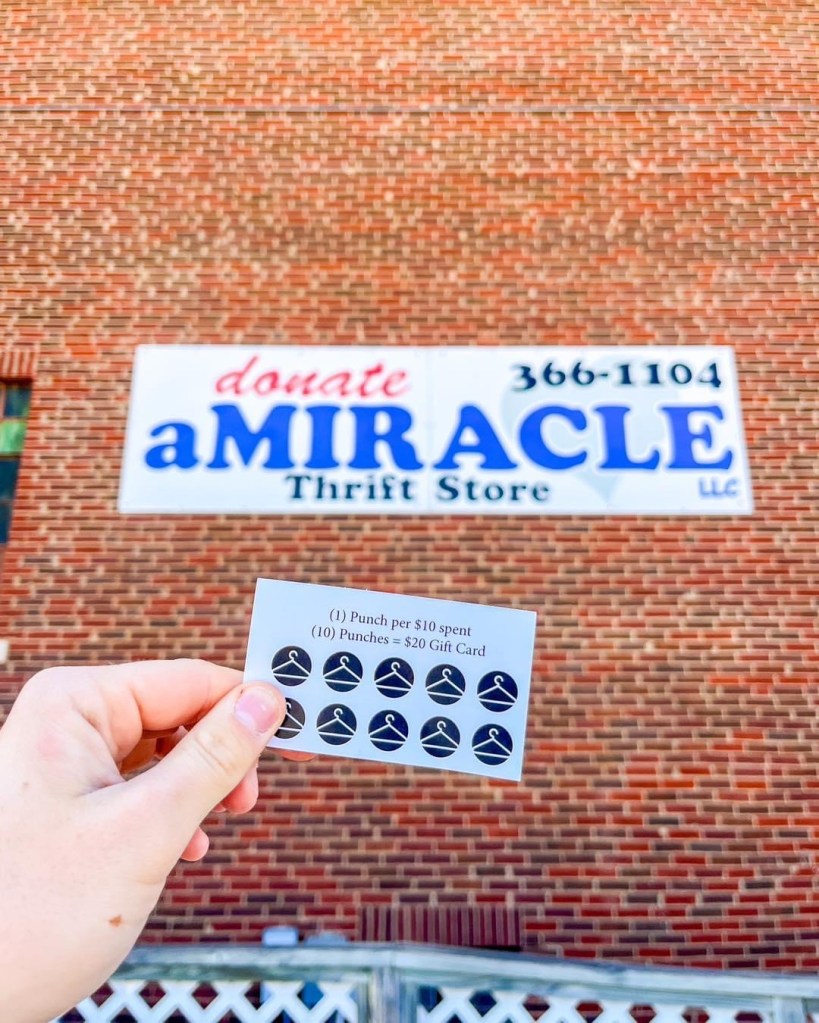 donate
366-1104
aMIRACLE
Thrift Store
LLC
(1) Punch per $10 spent
(10) Punches = $20 Gift Card